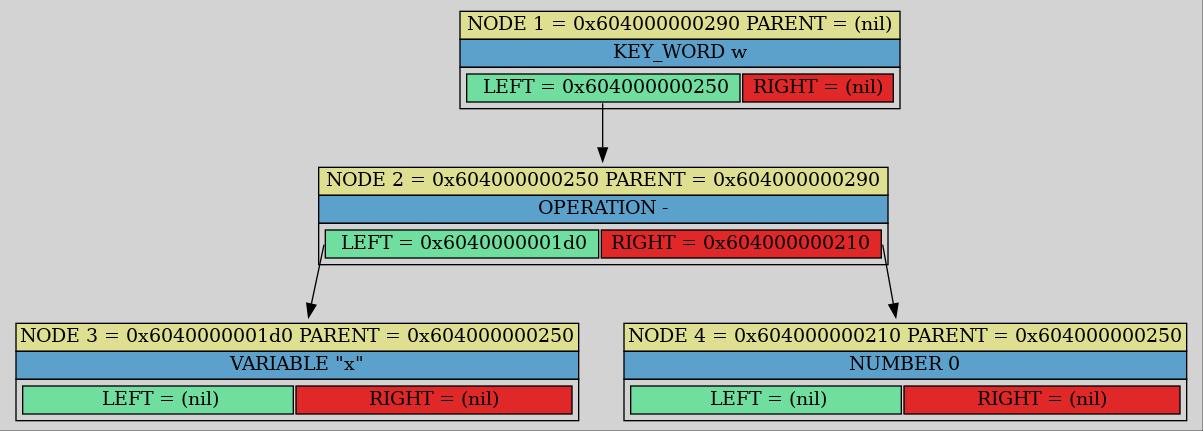 NODE 1 = 0x604000000290 PARENT = (nil)
KEY_WORD w
LEFT = 0x604000000250 RIGHT = (nil)
NODE 2 = 0x604000000250 PARENT = 0x604000000290
OPERATION -
LEFT = 0x6040000001d0 RIGHT = 0x604000000210
NODE 3 = 0x6040000001d0 PARENT = 0x604000000250
VARIABLE "x"
LEFT = (nil) RIGHT = (nil)
NODE 4 = 0x604000000210 PARENT = 0x604000000250
NUMBER 0
LEFT = (nil) RIGHT = (nil)